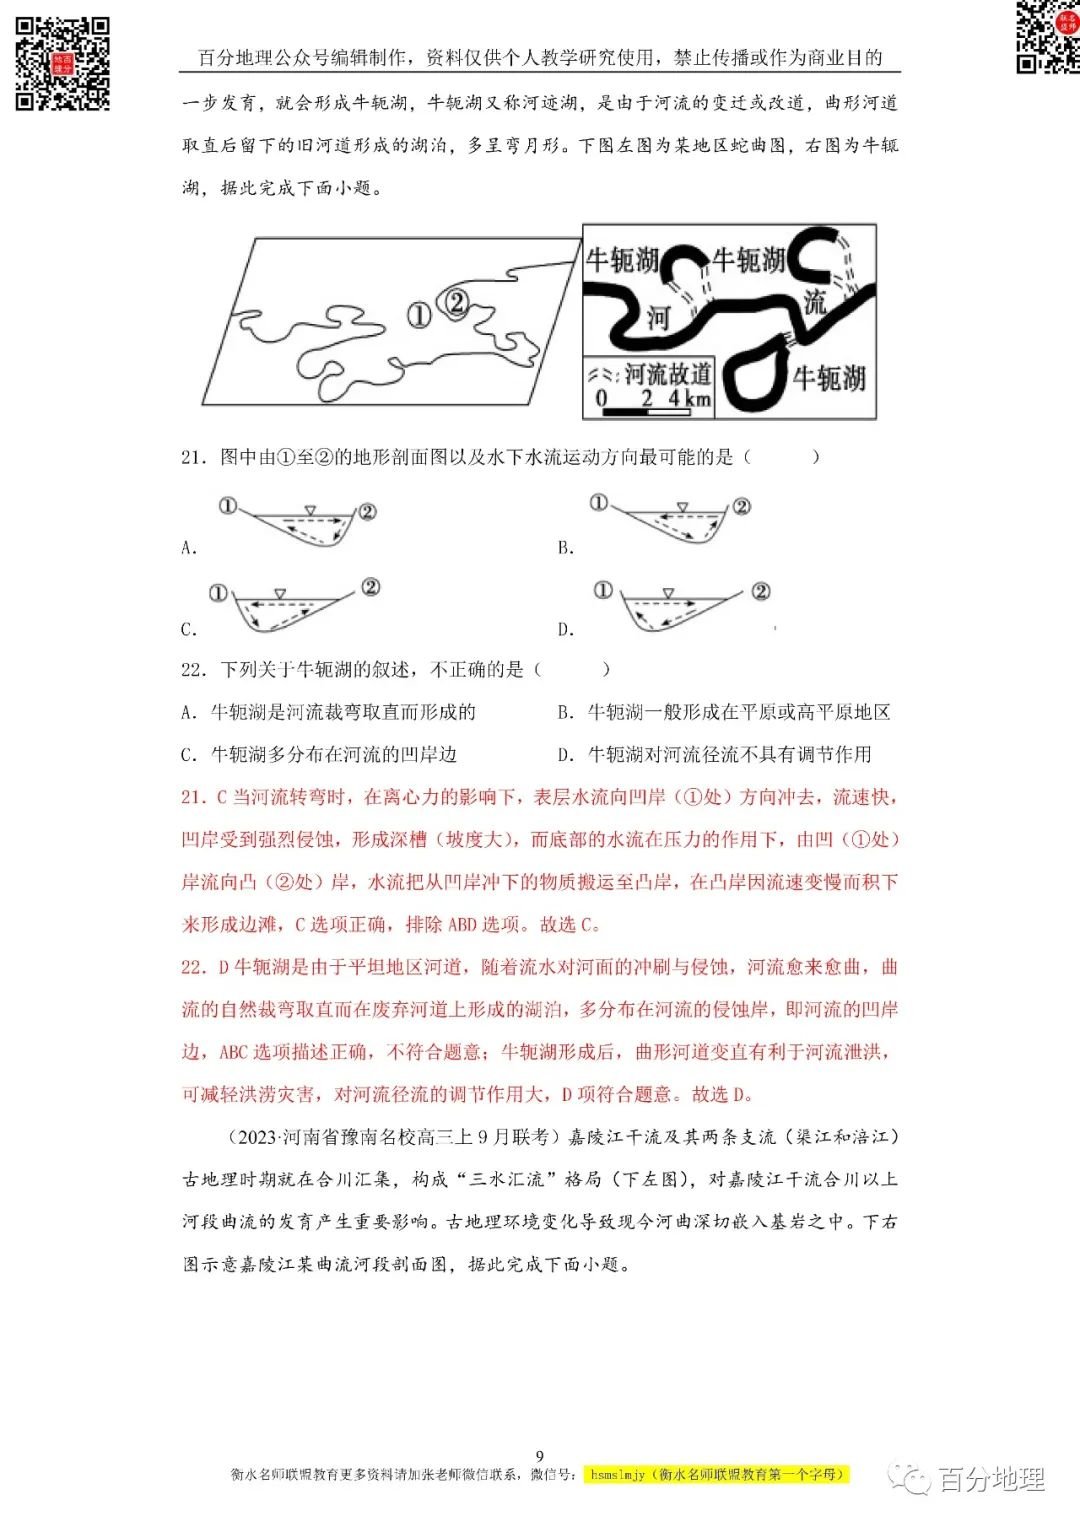 百分地理公众号编辑制作，资料仅供个人教学研究使用，禁止传播或作为商业目的
一步发育，就会形成牛轭湖，牛轭湖又称河迹湖，是由于河流的变迁或改道，曲形河道
取直后留下的旧河道形成的湖泊，多呈弯月形。下图左图为某地区蛇曲图，右图为牛轭
湖，据此完成下面小题。
① ②
牛轭湖 牛轭湖
河 流
河流故道 牛轭湖
0 2 4km
21．图中由①至②的地形剖面图以及水下水流运动方向最可能的是（ ）
① ② ① ②
A． B．
① ② ① ②
C． D．
22．下列关于牛轭湖的叙述，不正确的是（ ）
A．牛轭湖是河流裁弯取直而形成的 B．牛轭湖一般形成在平原或高平原地区
C．牛轭湖多分布在河流的凹岸边 D．牛轭湖对河流径流不具有调节作用
21．C 当河流转弯时，在离心力的影响下，表层水流向凹岸（①处）方向冲去，流速快，
凹岸受到强烈侵蚀，形成深槽（坡度大），而底部的水流在压力的作用下，由凹（①处）
岸流向凸（②处）岸，水流把从凹岸冲下的物质搬运至凸岸，在凸岸因流速变慢而积下
来形成边滩，C 选项正确，排除 ABD 选项。故选 C。
22．D 牛轭湖是由于平坦地区河道，随着流水对河面的冲刷与侵蚀，河流愈来愈曲，曲
流的自然裁弯取直而在废弃河道上形成的湖泊，多分布在河流的侵蚀岸，即河流的凹岸
边，ABC 选项描述正确，不符合题意；牛轭湖形成后，曲形河道变直有利于河流泄洪，
可减轻洪涝灾害，对河流径流的调节作用大，D 项符合题意。故选 D。
（2023·河南省豫南名校高三上 9 月联考）嘉陵江干流及其两条支流（渠江和涪江）
古地理时期就在合川汇集，构成“三水汇流”格局（下左图），对嘉陵江干流合川以上
河段曲流的发育产生重要影响。古地理环境变化导致现今河曲深切嵌入基岩之中。下右
图示意嘉陵江某曲流河段剖面图，据此完成下面小题。
9
衡水名师联盟教育更多资料请加张老师微信联系，微信号： hsmslmjy（衡水名师联盟教育第一个字母）
百分地理